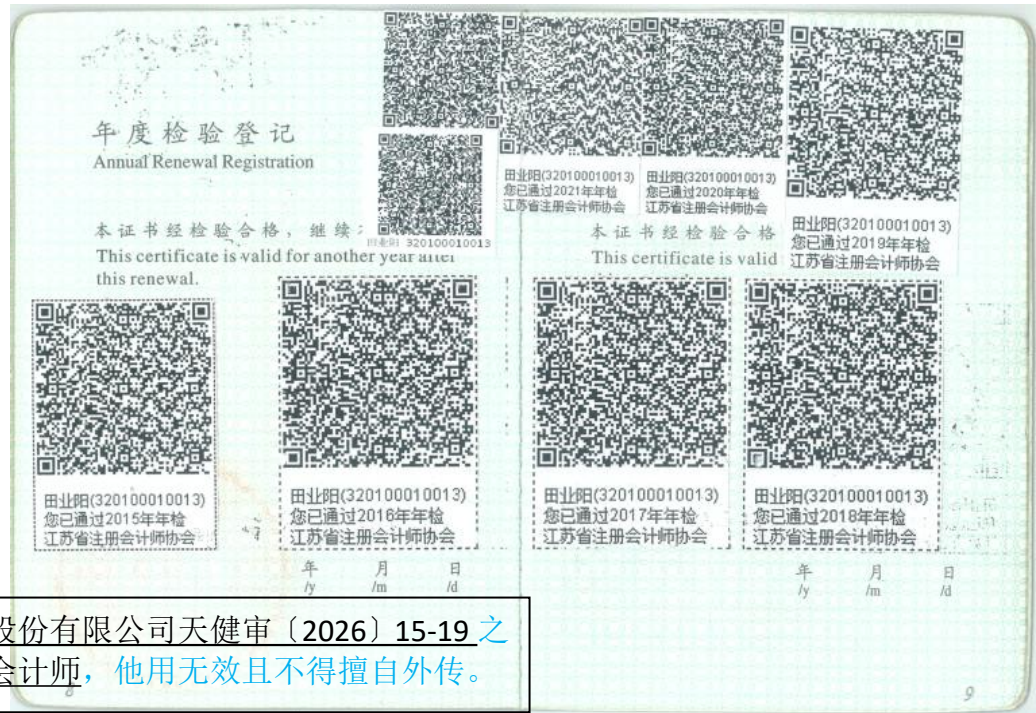 年度检验登记
Annual Renewal Registration
本证书经检验合格，继续
This certificate is valid for another year after
this renewal.
田业阳 320100010013
田业阳(320100010013)
您已通过2015年年检
江苏省注册会计师协会
田业阳(320100010013)
您已通过2016年年检
江苏省注册会计师协会
年 月 日
/y /m /d
股份有限公司天健审〔2026〕15-19之
会计师，他用无效且不得擅自外传。
8
田业阳(320100010013)
您已通过2021年年检
江苏省注册会计师协会
田业阳(320100010013)
您已通过2020年年检
江苏省注册会计师协会
田业阳(320100010013)
您已通过2019年年检
江苏省注册会计师协会
本证书经检验合格
This certificate is valid
田业阳(320100010013)
您已通过2017年年检
江苏省注册会计师协会
田业阳(320100010013)
您已通过2018年年检
江苏省注册会计师协会
年 月 日
/y /m /d
9